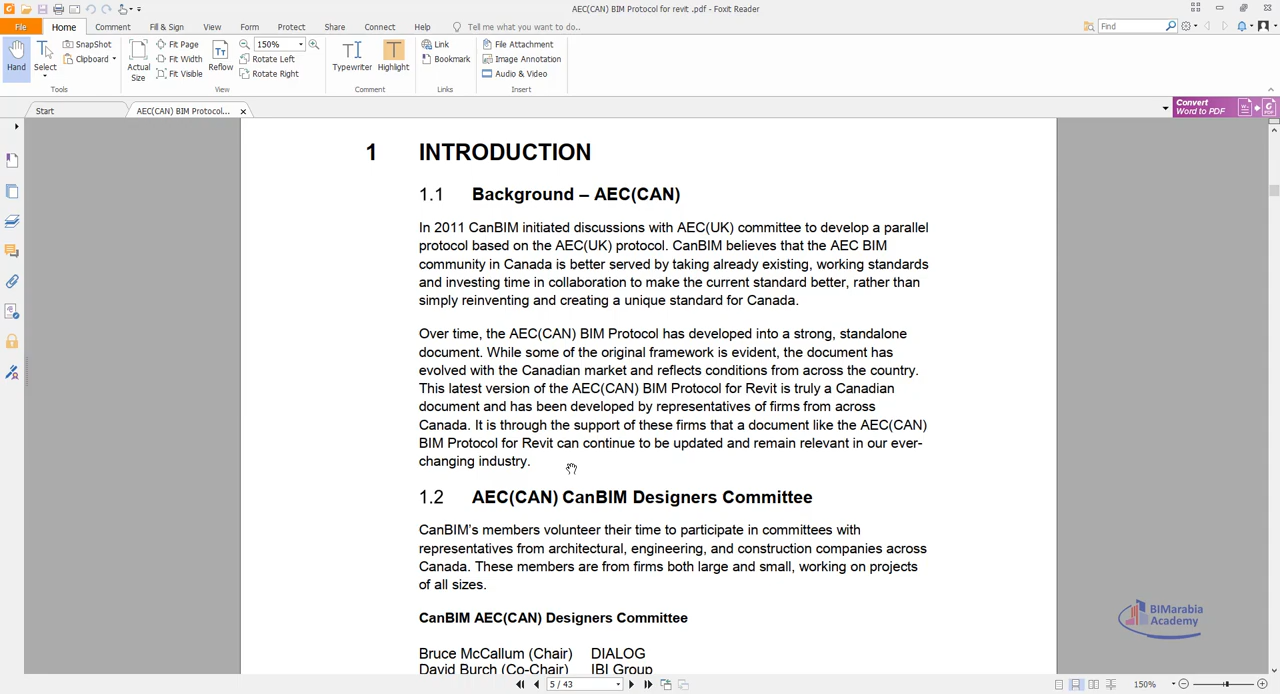 AEC(CAN) BIM Protocol for revit .pdf - Foxit Reader
File Home Comment Fill & Sign View Form Protect Share Connect Help Tell me what you want to do.. Find
Hand
Select
SnapShot
Clipboard
Tools
Actual Size
Fit Page
Fit Width
Fit Visible
Reflow
150%
Rotate Left
Rotate Right
View
Typewriter
Highlight
Comment
Link
Bookmark
Links
File Attachment
Image Annotation
Audio & Video
Insert
Start
AEC(CAN) BIM Protocol...
Convert
Word to PDF
1 INTRODUCTION
1.1 Background – AEC(CAN)
In 2011 CanBIM initiated discussions with AEC(UK) committee to develop a parallel
protocol based on the AEC(UK) protocol. CanBIM believes that the AEC BIM
community in Canada is better served by taking already existing, working standards
and investing time in collaboration to make the current standard better, rather than
simply reinventing and creating a unique standard for Canada.
Over time, the AEC(CAN) BIM Protocol has developed into a strong, standalone
document. While some of the original framework is evident, the document has
evolved with the Canadian market and reflects conditions from across the country.
This latest version of the AEC(CAN) BIM Protocol for Revit is truly a Canadian
document and has been developed by representatives of firms from across
Canada. It is through the support of these firms that a document like the AEC(CAN)
BIM Protocol for Revit can continue to be updated and remain relevant in our ever-
changing industry.
1.2 AEC(CAN) CanBIM Designers Committee
CanBIM's members volunteer their time to participate in committees with
representatives from architectural, engineering, and construction companies across
Canada. These members are from firms both large and small, working on projects
of all sizes.
CanBIM AEC(CAN) Designers Committee
Bruce McCallum (Chair) DIALOG
David Burch (Co-Chair) IBI Group
BIMarabia
Academy
5 / 43
150%